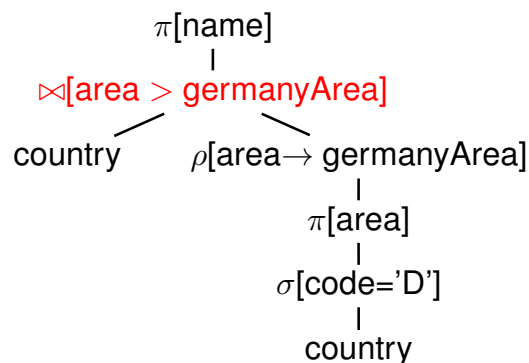 π[name]
⋈[area > germanyArea]
country ρ[area→ germanyArea]
π[area]
σ[code='D']
country